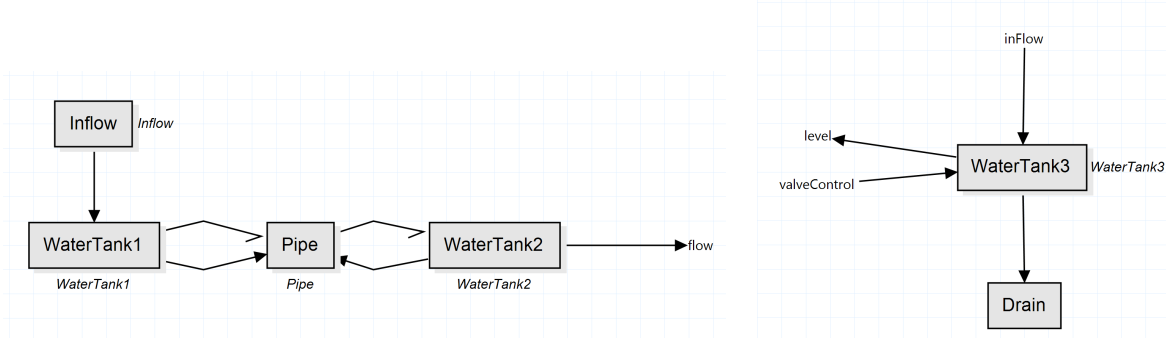 Inflow
Inflow
WaterTank1
Pipe
WaterTank2
flow
WaterTank1
Pipe
WaterTank2
inFlow
level
WaterTank3
WaterTank3
valveControl
Drain